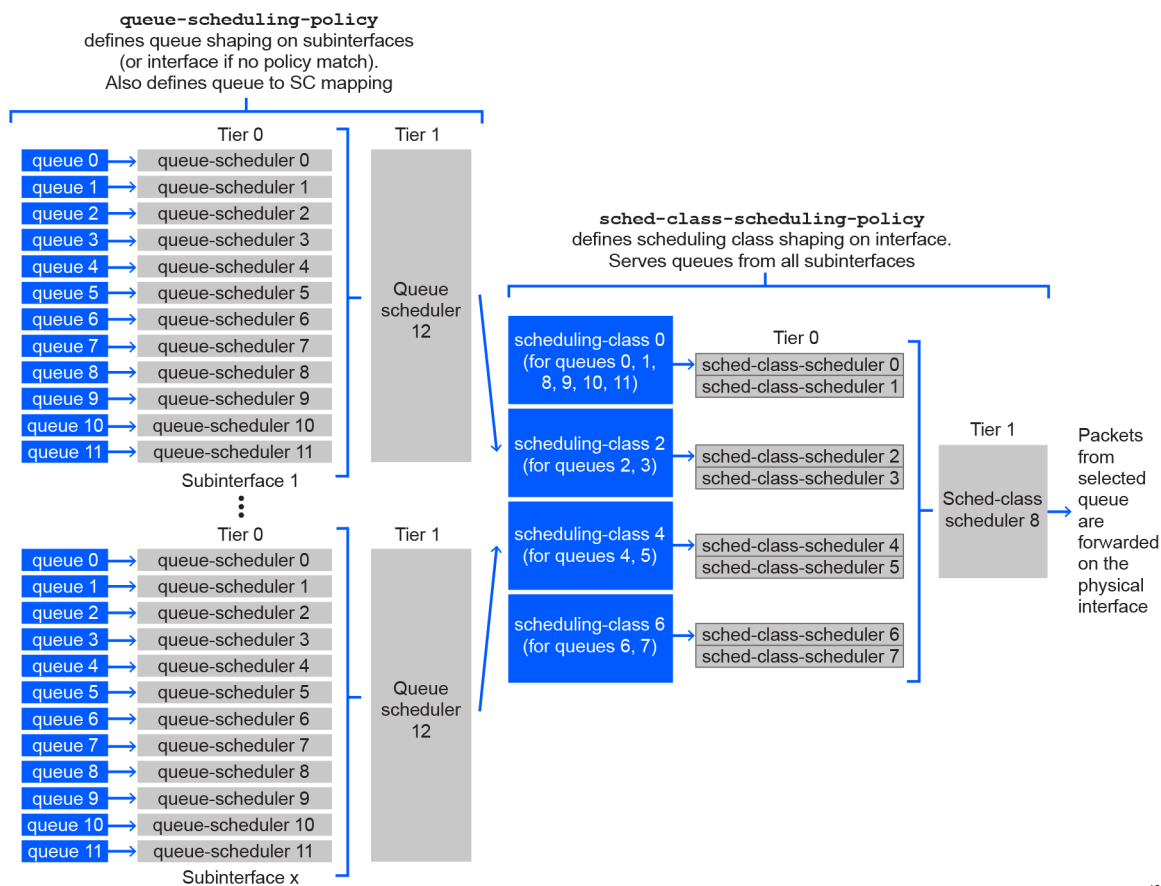 queue-scheduling-policy
defines queue shaping on subinterfaces
(or interface if no policy match).
Also defines queue to SC mapping
Tier 0
Tier 1
queue 0
queue-scheduler 0
queue 1
queue-scheduler 1
queue 2
queue-scheduler 2
queue 3
queue-scheduler 3
queue 4
queue-scheduler 4
queue 5
queue-scheduler 5
queue 6
queue-scheduler 6
queue 7
queue-scheduler 7
queue 8
queue-scheduler 8
queue 9
queue-scheduler 9
queue 10
queue-scheduler 10
queue 11
queue-scheduler 11
Subinterface 1
Queue
scheduler
12
Tier 0
Tier 1
queue 0
queue-scheduler 0
queue 1
queue-scheduler 1
queue 2
queue-scheduler 2
queue 3
queue-scheduler 3
queue 4
queue-scheduler 4
queue 5
queue-scheduler 5
queue 6
queue-scheduler 6
queue 7
queue-scheduler 7
queue 8
queue-scheduler 8
queue 9
queue-scheduler 9
queue 10
queue-scheduler 10
queue 11
queue-scheduler 11
Subinterface x
Queue
scheduler
12
sched-class-scheduling-policy
defines scheduling class shaping on interface.
Serves queues from all subinterfaces
scheduling-class 0
(for queues 0, 1,
8, 9, 10, 11)
scheduling-class 2
(for queues 2, 3)
scheduling-class 4
(for queues 4, 5)
scheduling-class 6
(for queues 6, 7)
Tier 0
sched-class-scheduler 0
sched-class-scheduler 1
sched-class-scheduler 2
sched-class-scheduler 3
sched-class-scheduler 4
sched-class-scheduler 5
sched-class-scheduler 6
sched-class-scheduler 7
Tier 1
Sched-class
scheduler 8
Packets
from
selected
queue
are
forwarded
on the
physical
interface